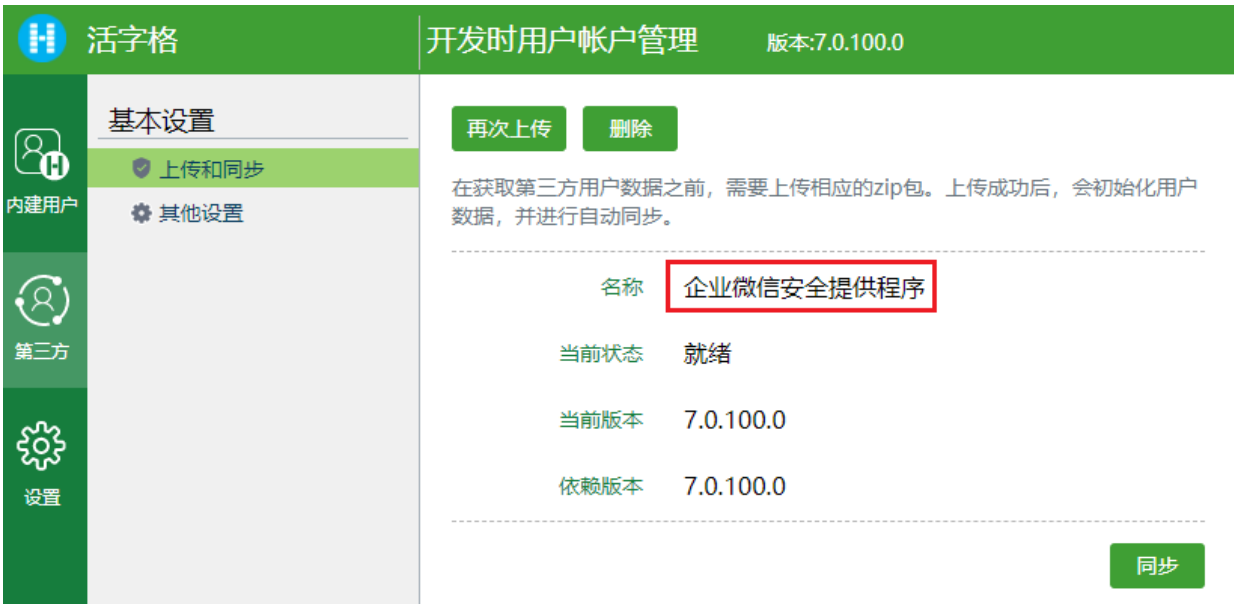 活字格
开发时用户帐户管理
版本:7.0.100.0
内建用户
第三方
设置
基本设置
上传和同步
其他设置
再次上传
删除
在获取第三方用户数据之前，需要上传相应的zip包。上传成功后，会初始化用户
数据，并进行自动同步。
名称 企业微信安全提供程序
当前状态 就绪
当前版本 7.0.100.0
依赖版本 7.0.100.0
同步